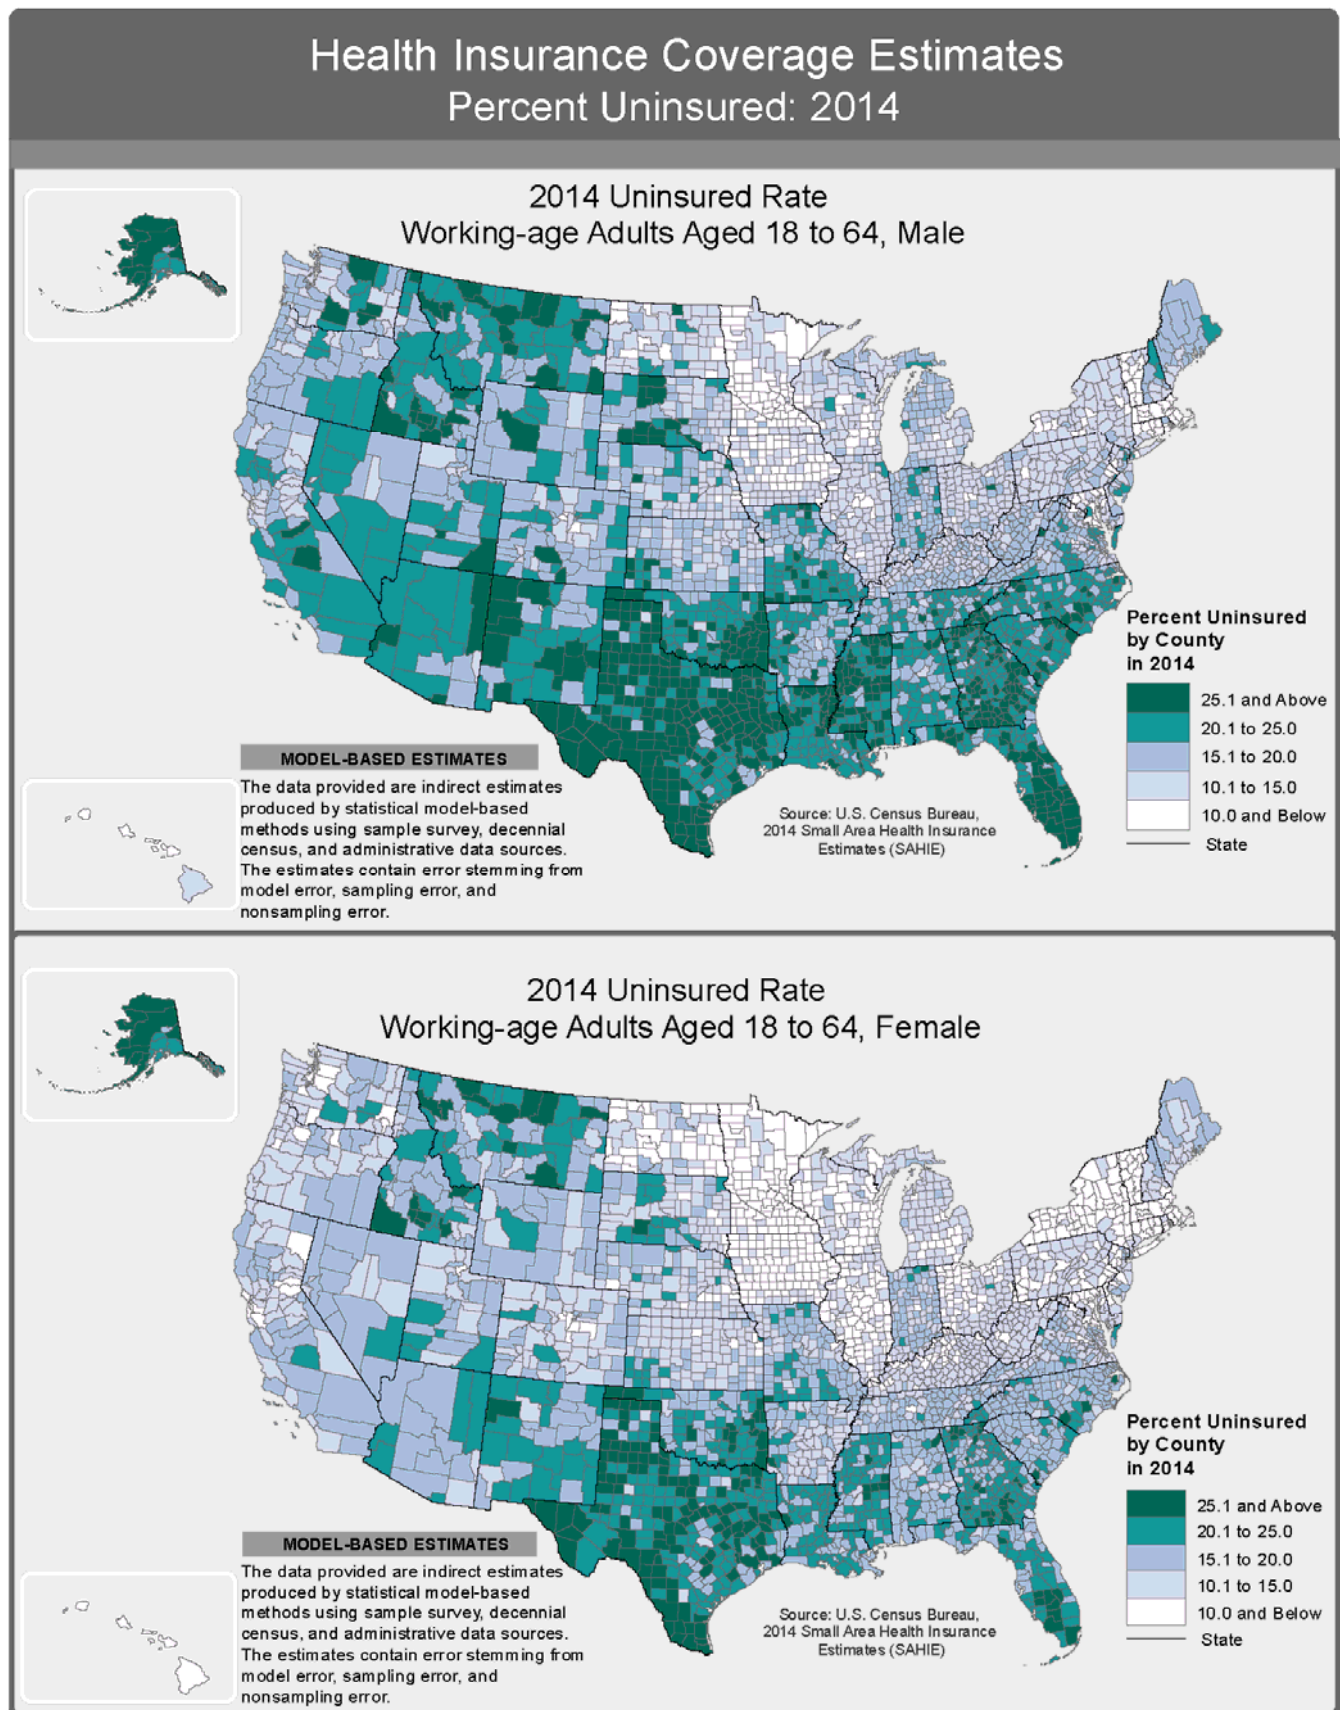 Health Insurance Coverage Estimates
Percent Uninsured: 2014
2014 Uninsured Rate
Working-age Adults Aged 18 to 64, Male
Percent Uninsured
by County
in 2014
25.1 and Above
20.1 to 25.0
15.1 to 20.0
10.1 to 15.0
10.0 and Below
State
MODEL-BASED ESTIMATES
The data provided are indirect estimates
produced by statistical model-based
methods using sample survey, decennial
census, and administrative data sources.
The estimates contain error stemming from
model error, sampling error, and
nonsampling error.
Source: U.S. Census Bureau,
2014 Small Area Health Insurance
Estimates (SAHIE)
2014 Uninsured Rate
Working-age Adults Aged 18 to 64, Female
Percent Uninsured
by County
in 2014
25.1 and Above
20.1 to 25.0
15.1 to 20.0
10.1 to 15.0
10.0 and Below
State
MODEL-BASED ESTIMATES
The data provided are indirect estimates
produced by statistical model-based
methods using sample survey, decennial
census, and administrative data sources.
The estimates contain error stemming from
model error, sampling error, and
nonsampling error.
Source: U.S. Census Bureau,
2014 Small Area Health Insurance
Estimates (SAHIE)